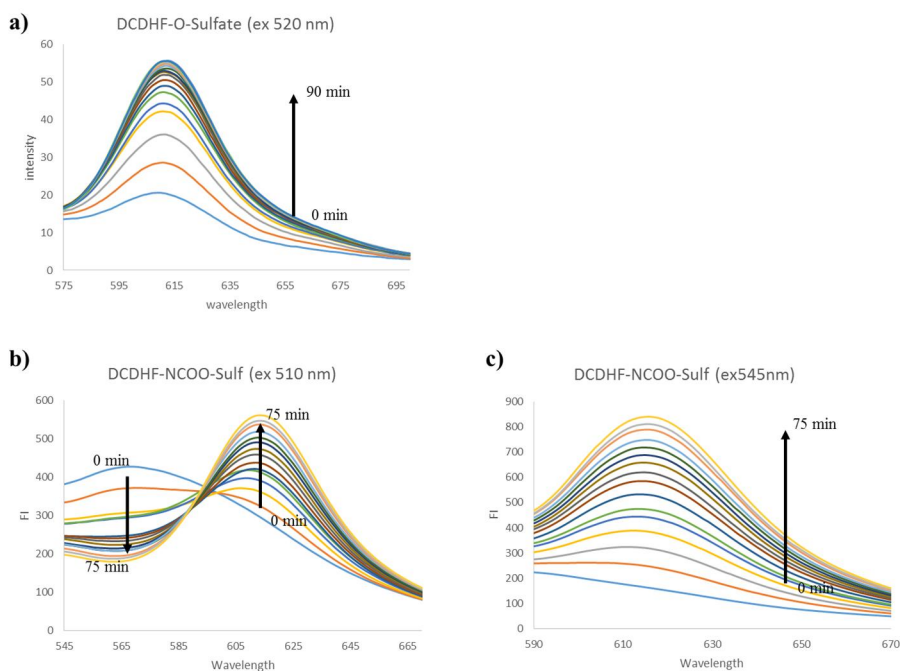 a)
DCDHF-O-Sulfate (ex 520 nm)
60
50
40
30
20
10
0
intensity
90 min
0 min
575 595 615 635 655 675 695
wavelength
b)
DCDHF-NCOO-Sulf (ex 510 nm)
600
500
400
300
200
100
0
FI
0 min
75 min
75 min
0 min
545 565 585 605 625 645 665
Wavelength
c)
DCDHF-NCOO-Sulf (ex545nm)
900
800
700
600
500
400
300
200
100
0
FI
75 min
0 min
590 610 630 650 670
Wavelength